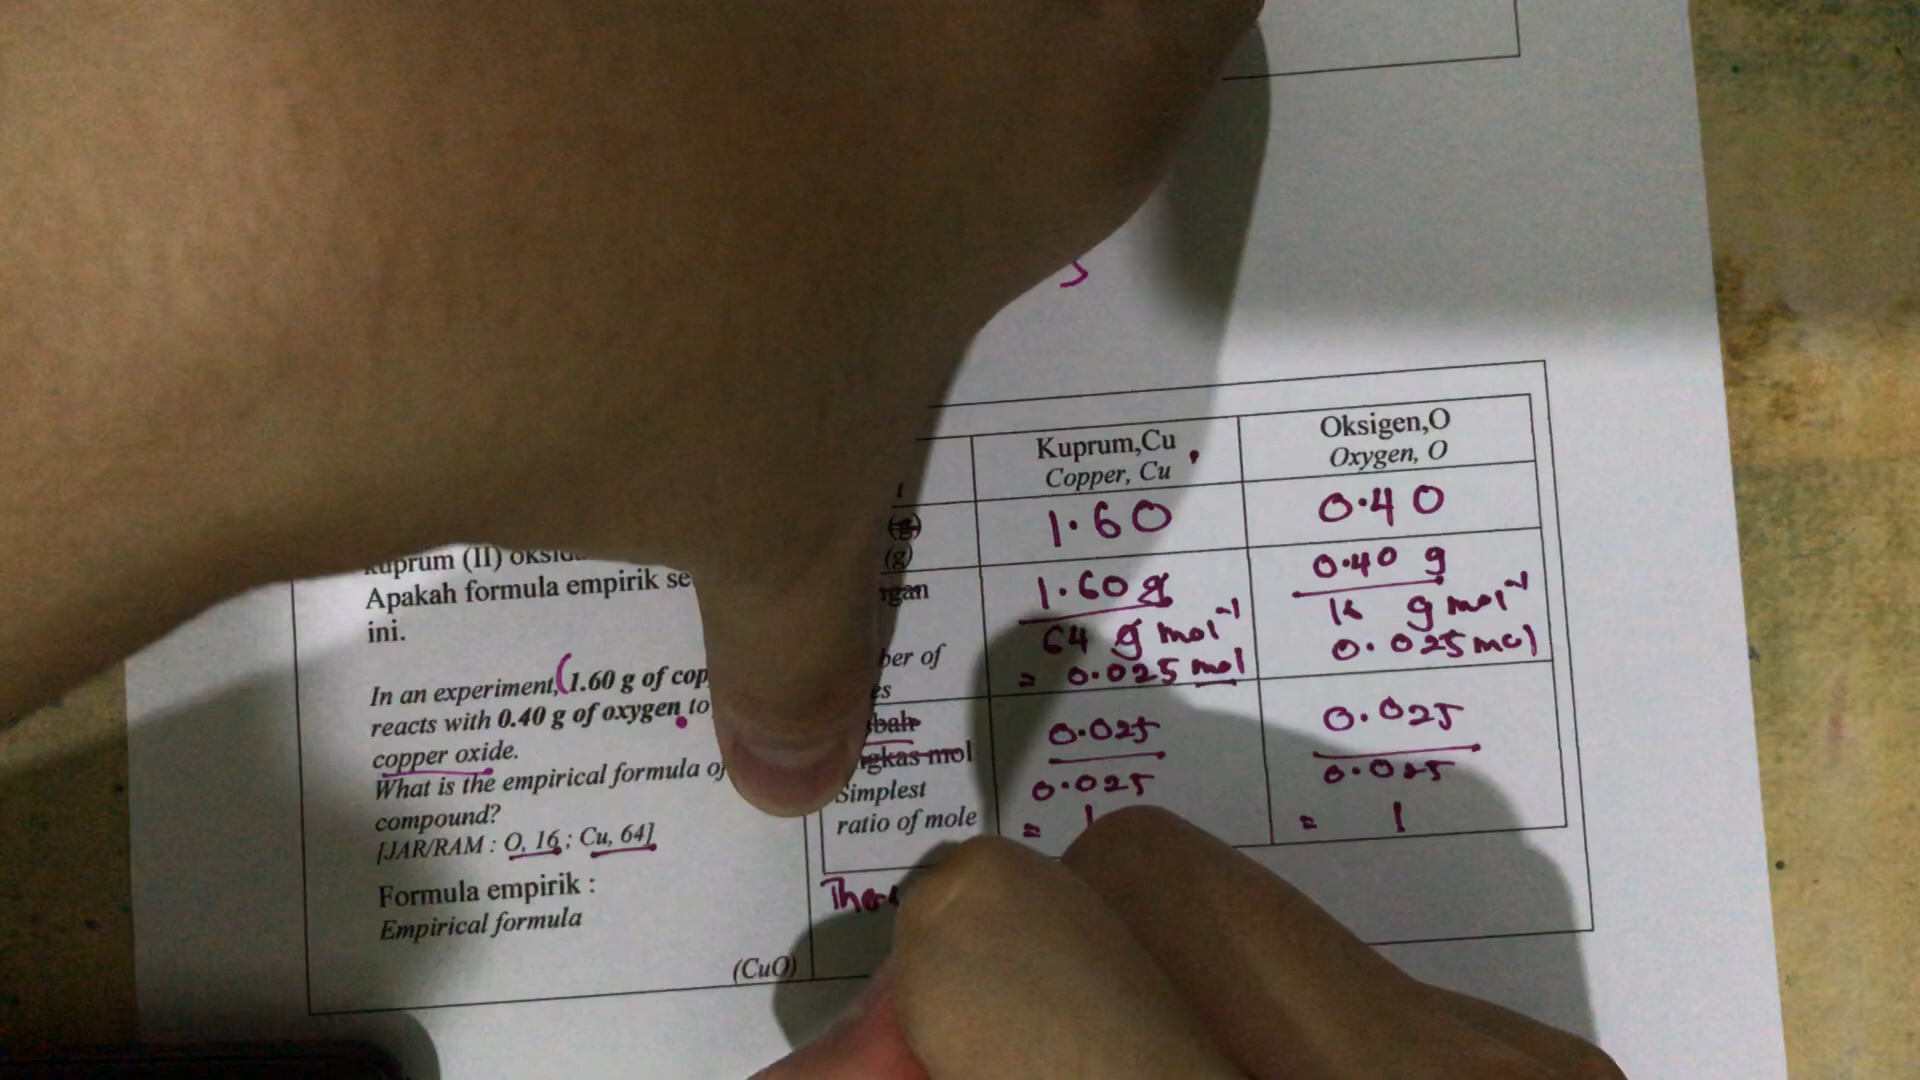 kuprum (II)
Apakah formula empirik
ini.
In an experiment, (1.60 g of
reacts with 0.40 g of oxygen to
copper oxide.
What is the empirical formula
compound?
[JAR/RAM : O, 16 ; Cu, 64]
Formula empirik :
Empirical formula
(CuO)
Kuprum,Cu
Copper, Cu
Oksigen,O
Oxygen, O
(g)
(g)
1.60
0.40
1.60 g
64 g mol⁻¹
= 0.025 mol
0.40 g
16 g mol⁻¹
0.025 mol
of
mol
Simplest
ratio of mole
0.025
0.025
= 1
0.025
0.025
= 1